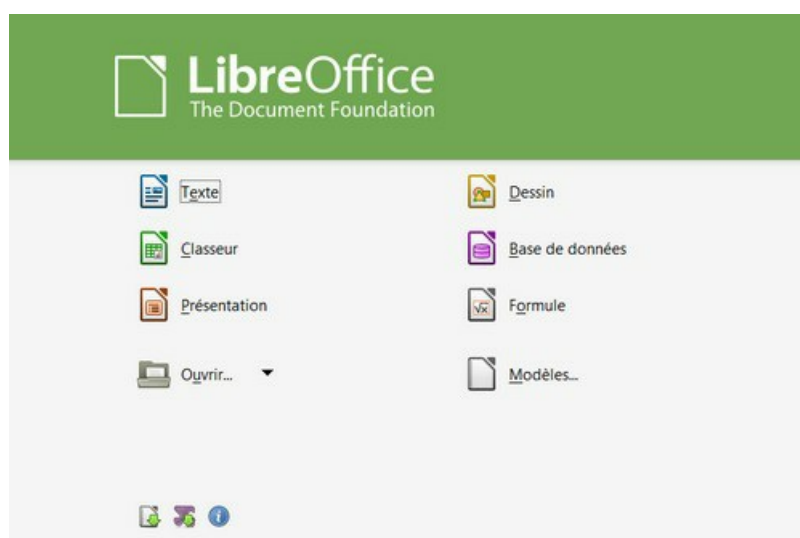 LibreOffice
The Document Foundation
Texte
Dessin
Classeur
Base de données
Présentation
Formule
Ouvrir...
Modèles...